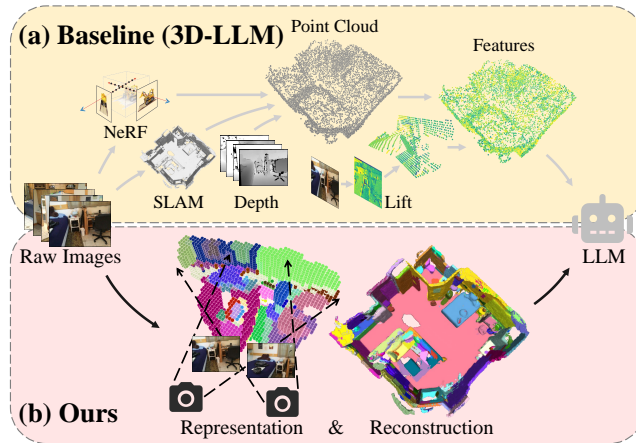 (a) Baseline (3D-LLM)
Point Cloud
Features
NeRF
SLAM
Depth
Lift
Raw Images
LLM
(b) Ours
Representation & Reconstruction